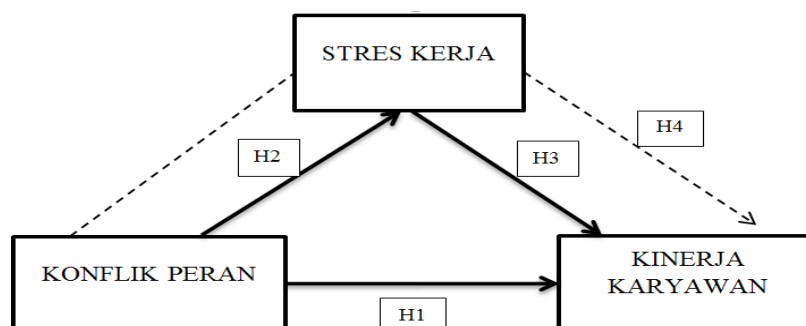 STRES KERJA
H2
H3
H4
KONFLIK PERAN
KINERJA
KARYAWAN
H1